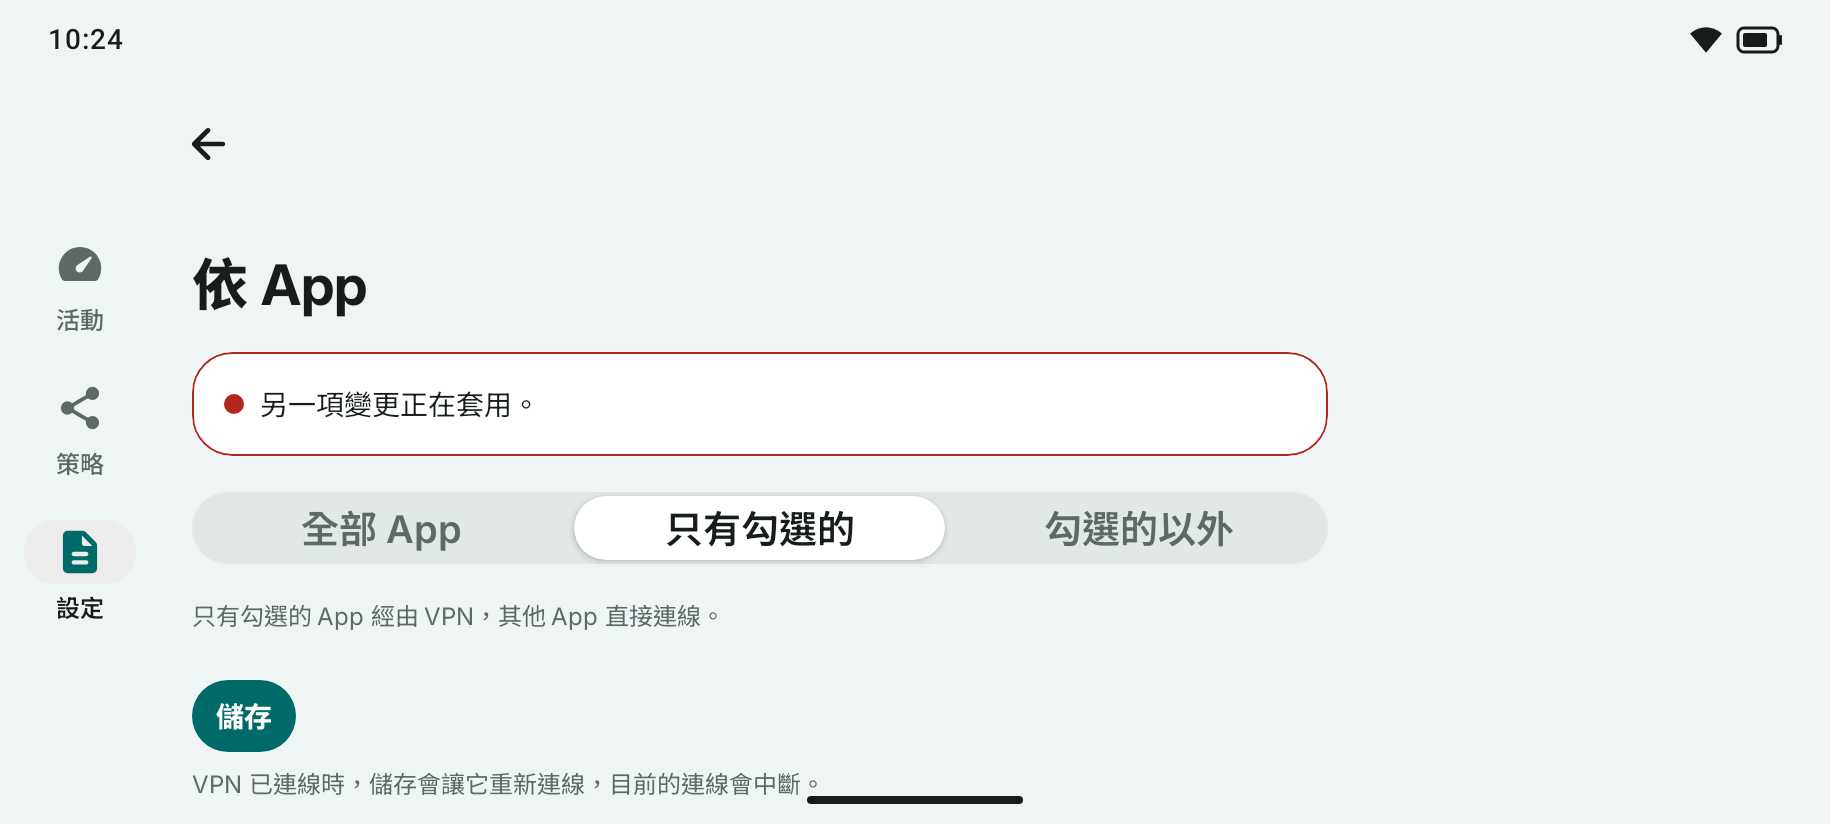 10:24
依 App
另一項變更正在套用。
全部 App
只有勾選的
勾選的以外
只有勾選的 App 經由 VPN，其他 App 直接連線。
儲存
VPN 已連線時，儲存會讓它重新連線，目前的連線會中斷。
活動
策略
設定